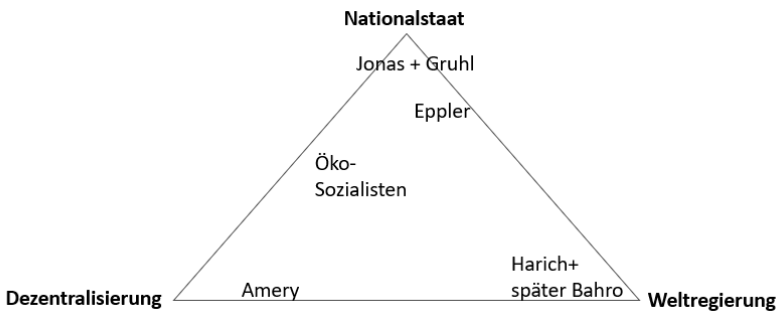 Nationalstaat
Jonas + Gruhl
Eppler
Öko-
Sozialisten
Harich+
später Bahro
Dezentralisierung
Amery
Weltregierung